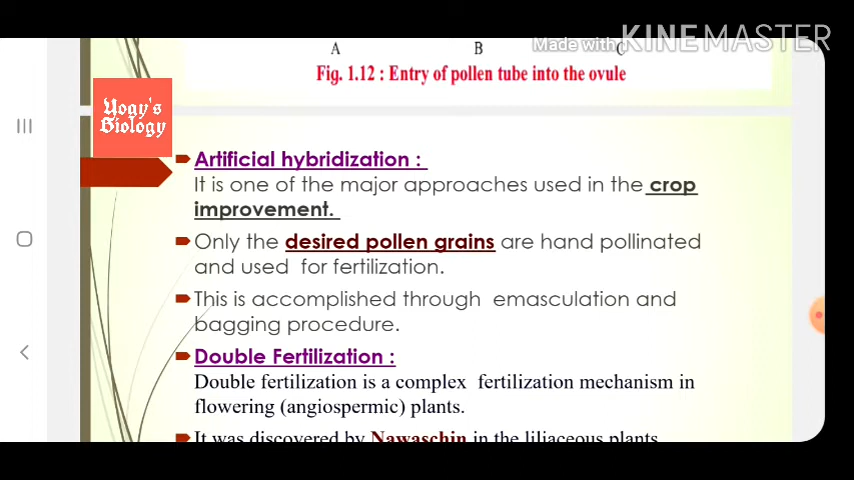 A B C
Made with KINEMASTER
Fig. 1.12 : Entry of pollen tube into the ovule
Yogy's
Biology
Artificial hybridization :
It is one of the major approaches used in the crop
improvement.
Only the desired pollen grains are hand pollinated
and used for fertilization.
This is accomplished through emasculation and
bagging procedure.
Double Fertilization :
Double fertilization is a complex fertilization mechanism in
flowering (angiospermic) plants.
It was discovered by Nawaschin in the liliaceous plants